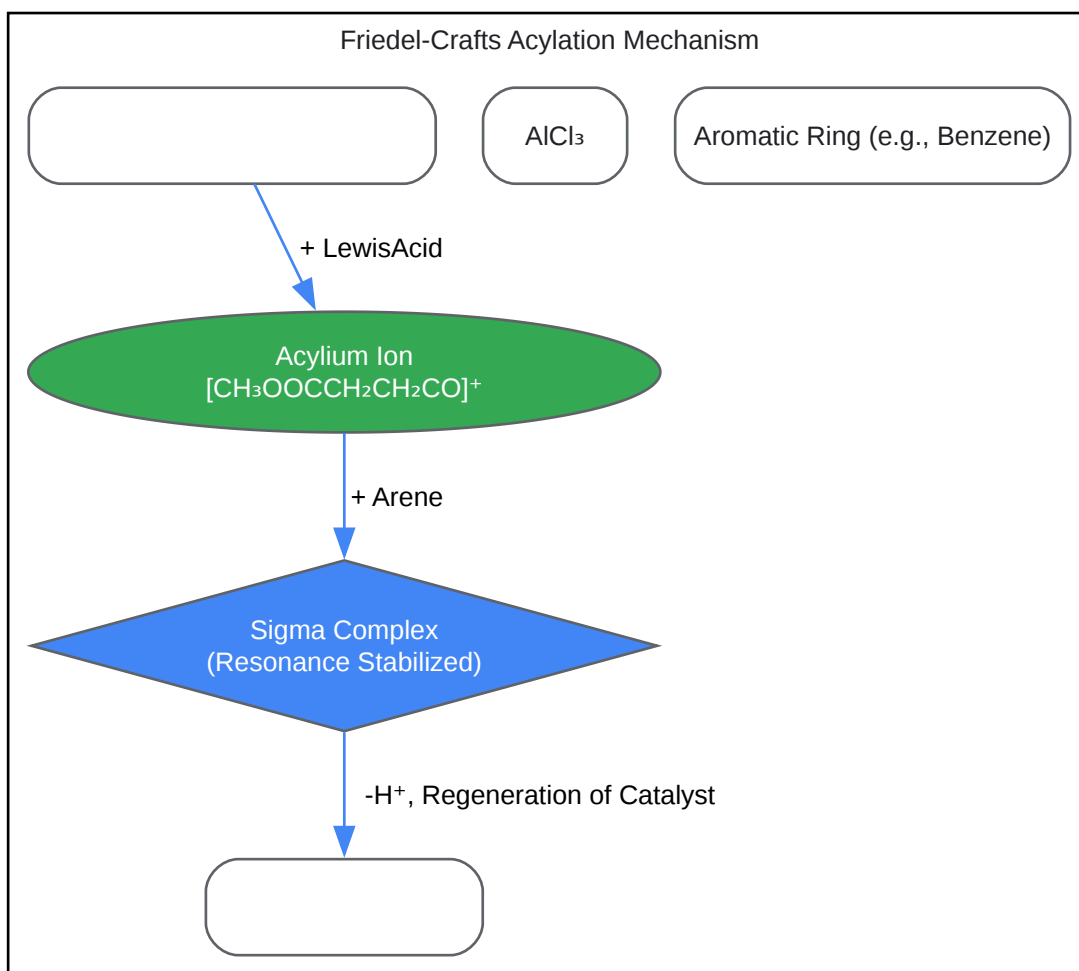 Friedel-Crafts Acylation Mechanism
AlCl₃
Aromatic Ring (e.g., Benzene)
+ LewisAcid
Acylium Ion
[CH₃OOCCH₂CH₂CO]⁺
+ Arene
Sigma Complex
(Resonance Stabilized)
-H⁺, Regeneration of Catalyst